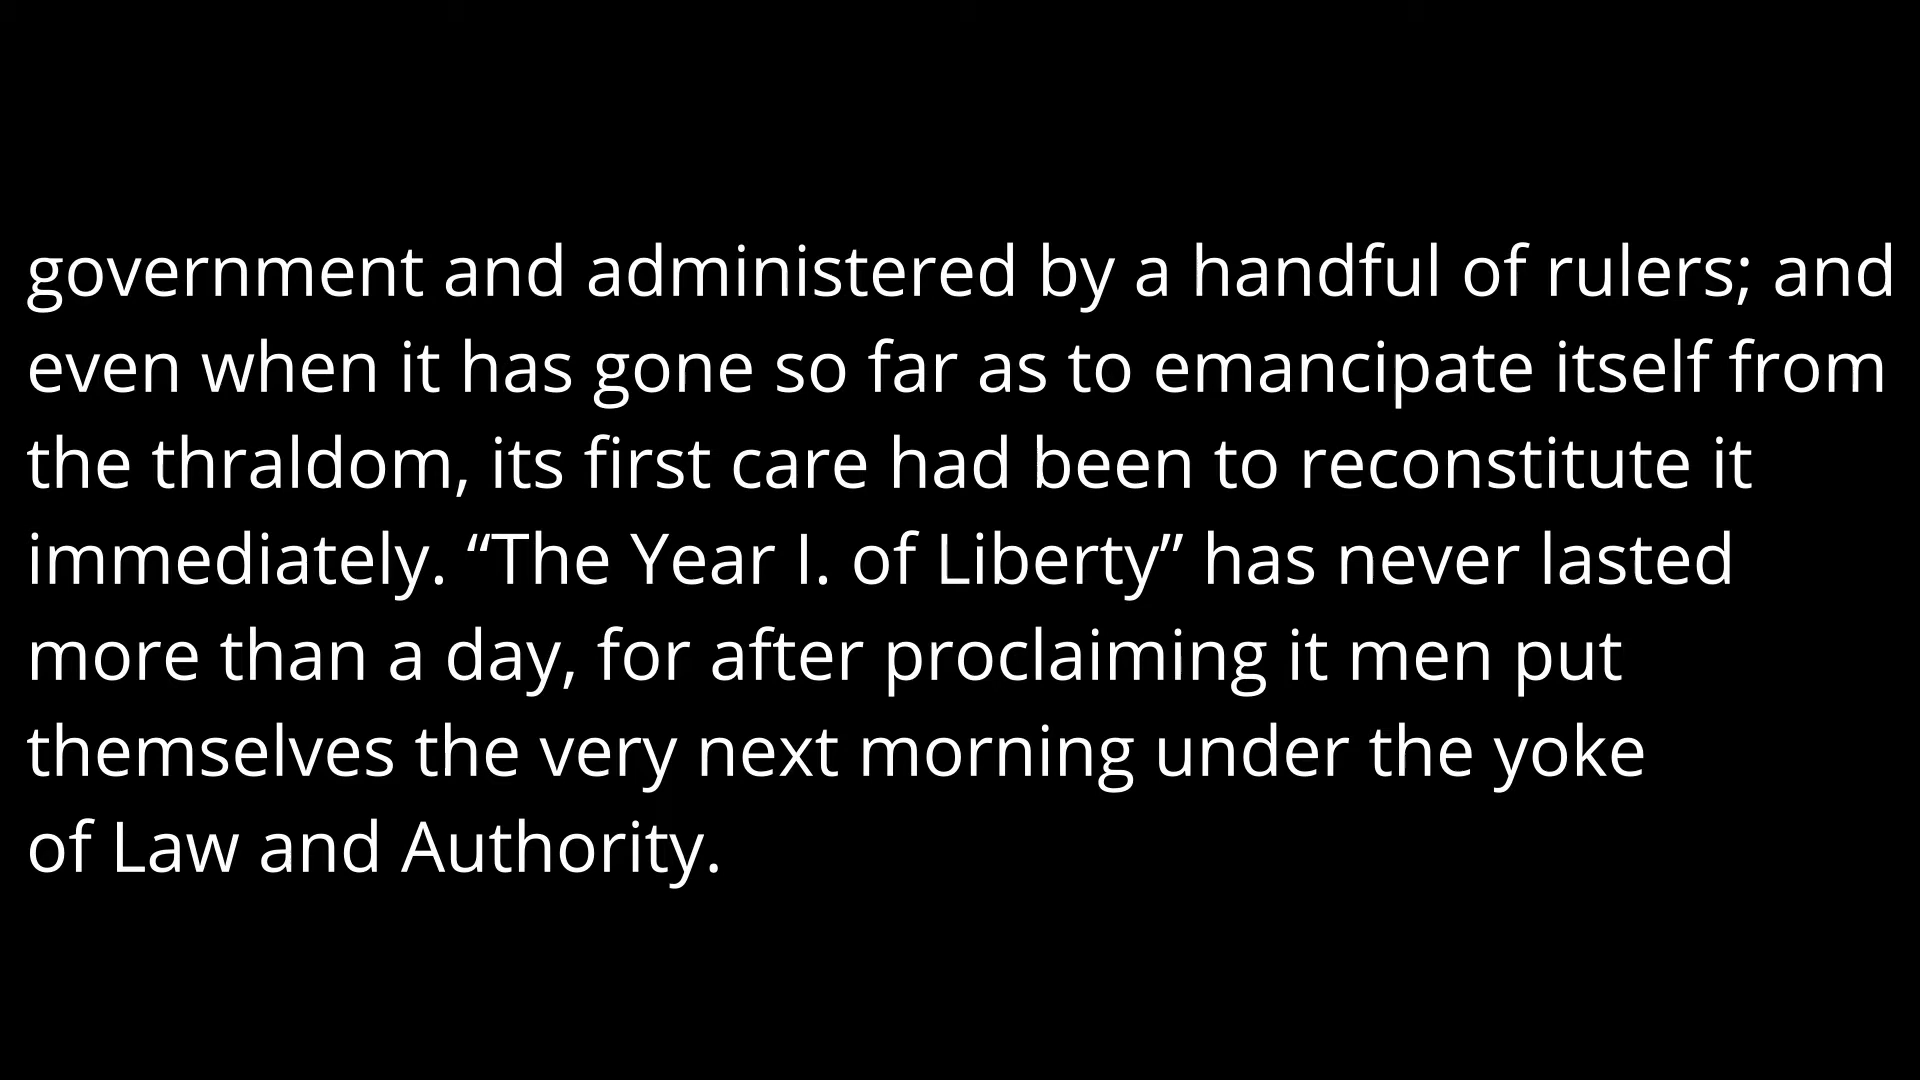 government and administered by a handful of rulers; and
even when it has gone so far as to emancipate itself from
the thraldom, its first care had been to reconstitute it
immediately. “The Year I. of Liberty” has never lasted
more than a day, for after proclaiming it men put
themselves the very next morning under the yoke
of Law and Authority.